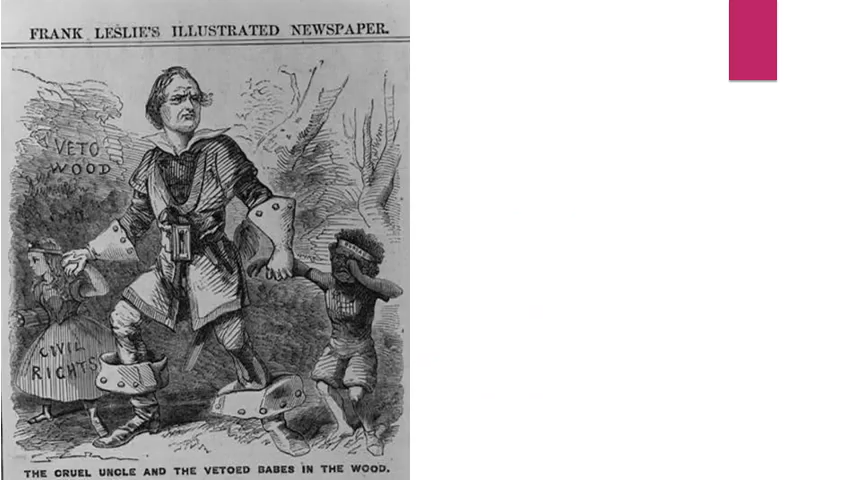 FRANK LESLIE'S ILLUSTRATED NEWSPAPER.
VETO
WOOD
CIVIL
RIGHTS
THE CRUEL UNCLE AND THE VETOED BABES IN THE WOOD.